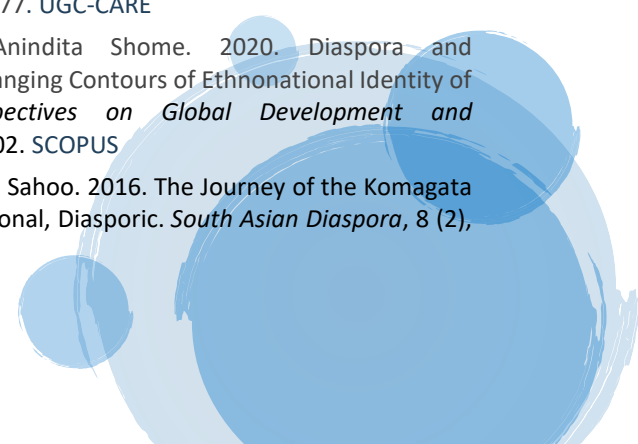 77. UGC-CARE
Anindita Shome. 2020. Diaspora and
anging Contours of Ethnonational Identity of
pectives on Global Development and
02. SCOPUS
Sahoo. 2016. The Journey of the Komagata
onal, Diasporic. South Asian Diaspora, 8 (2),